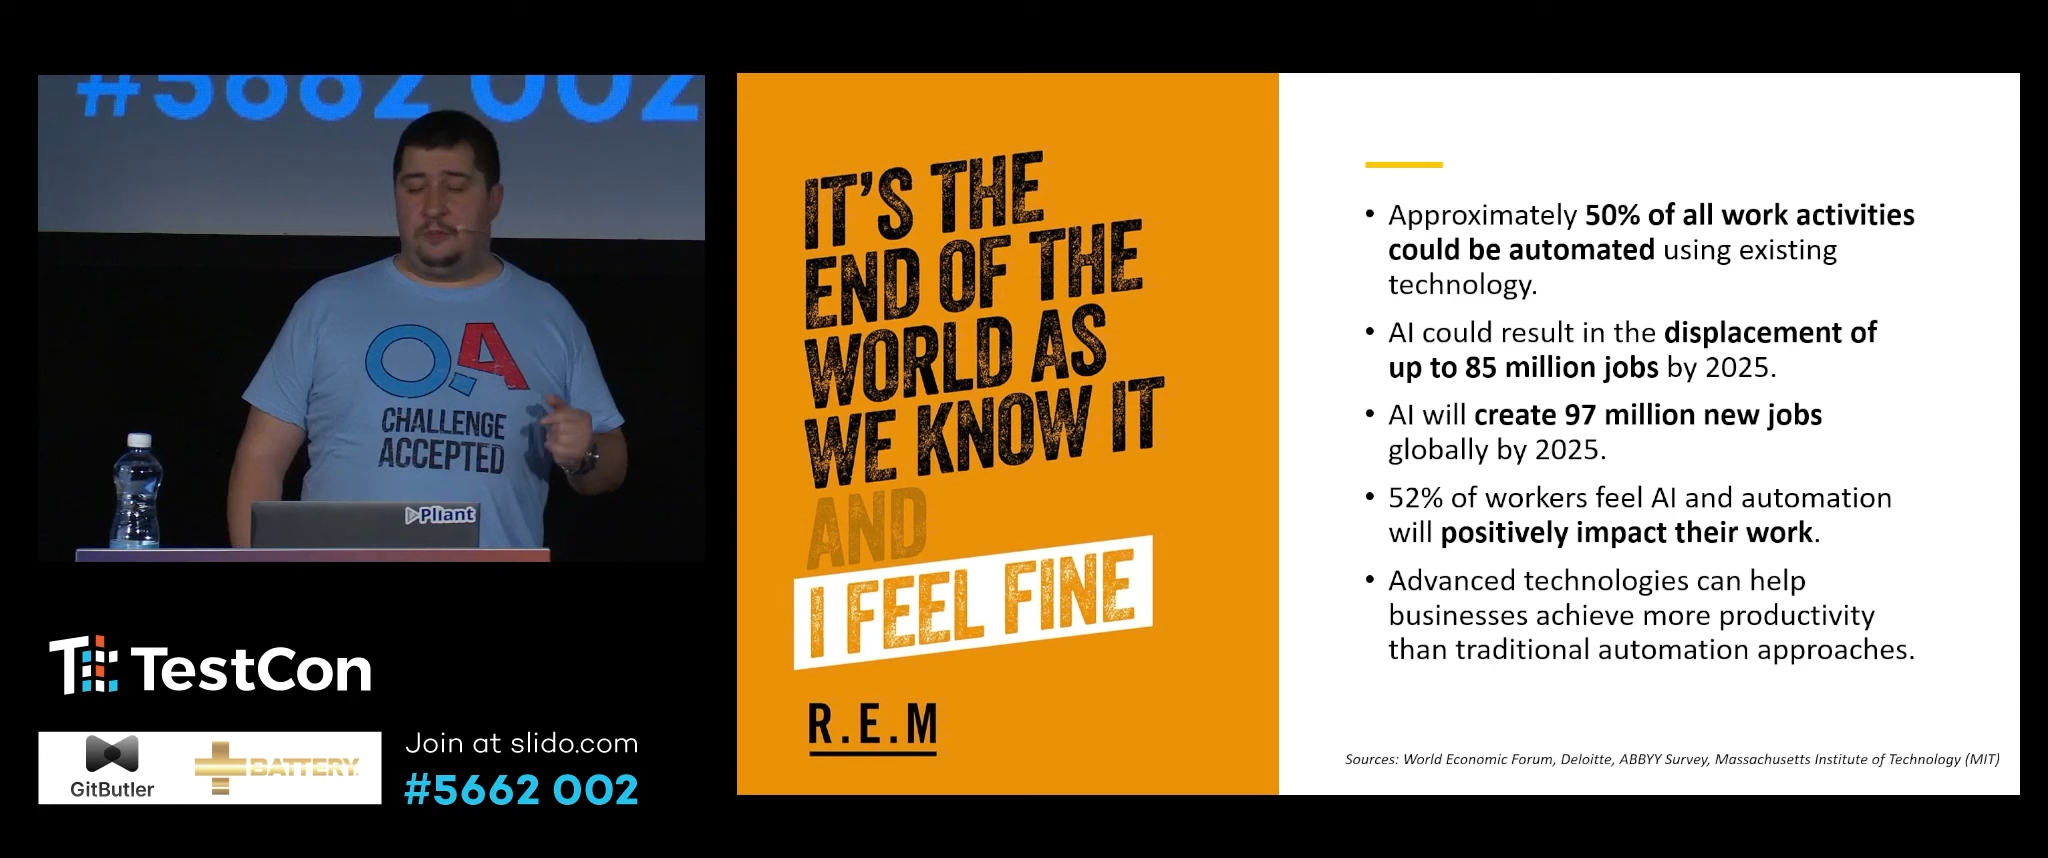 #5662 002
QA
CHALLENGE
ACCEPTED
Pliant
TestCon
GitButler
BATTERY
Join at slido.com
#5662 002
IT'S THE
END OF THE
WORLD AS
WE KNOW IT
AND
I FEEL FINE
R.E.M
• Approximately 50% of all work activities
could be automated using existing
technology.
• AI could result in the displacement of
up to 85 million jobs by 2025.
• AI will create 97 million new jobs
globally by 2025.
• 52% of workers feel AI and automation
will positively impact their work.
• Advanced technologies can help
businesses achieve more productivity
than traditional automation approaches.
Sources: World Economic Forum, Deloitte, ABBYY Survey, Massachusetts Institute of Technology (MIT)